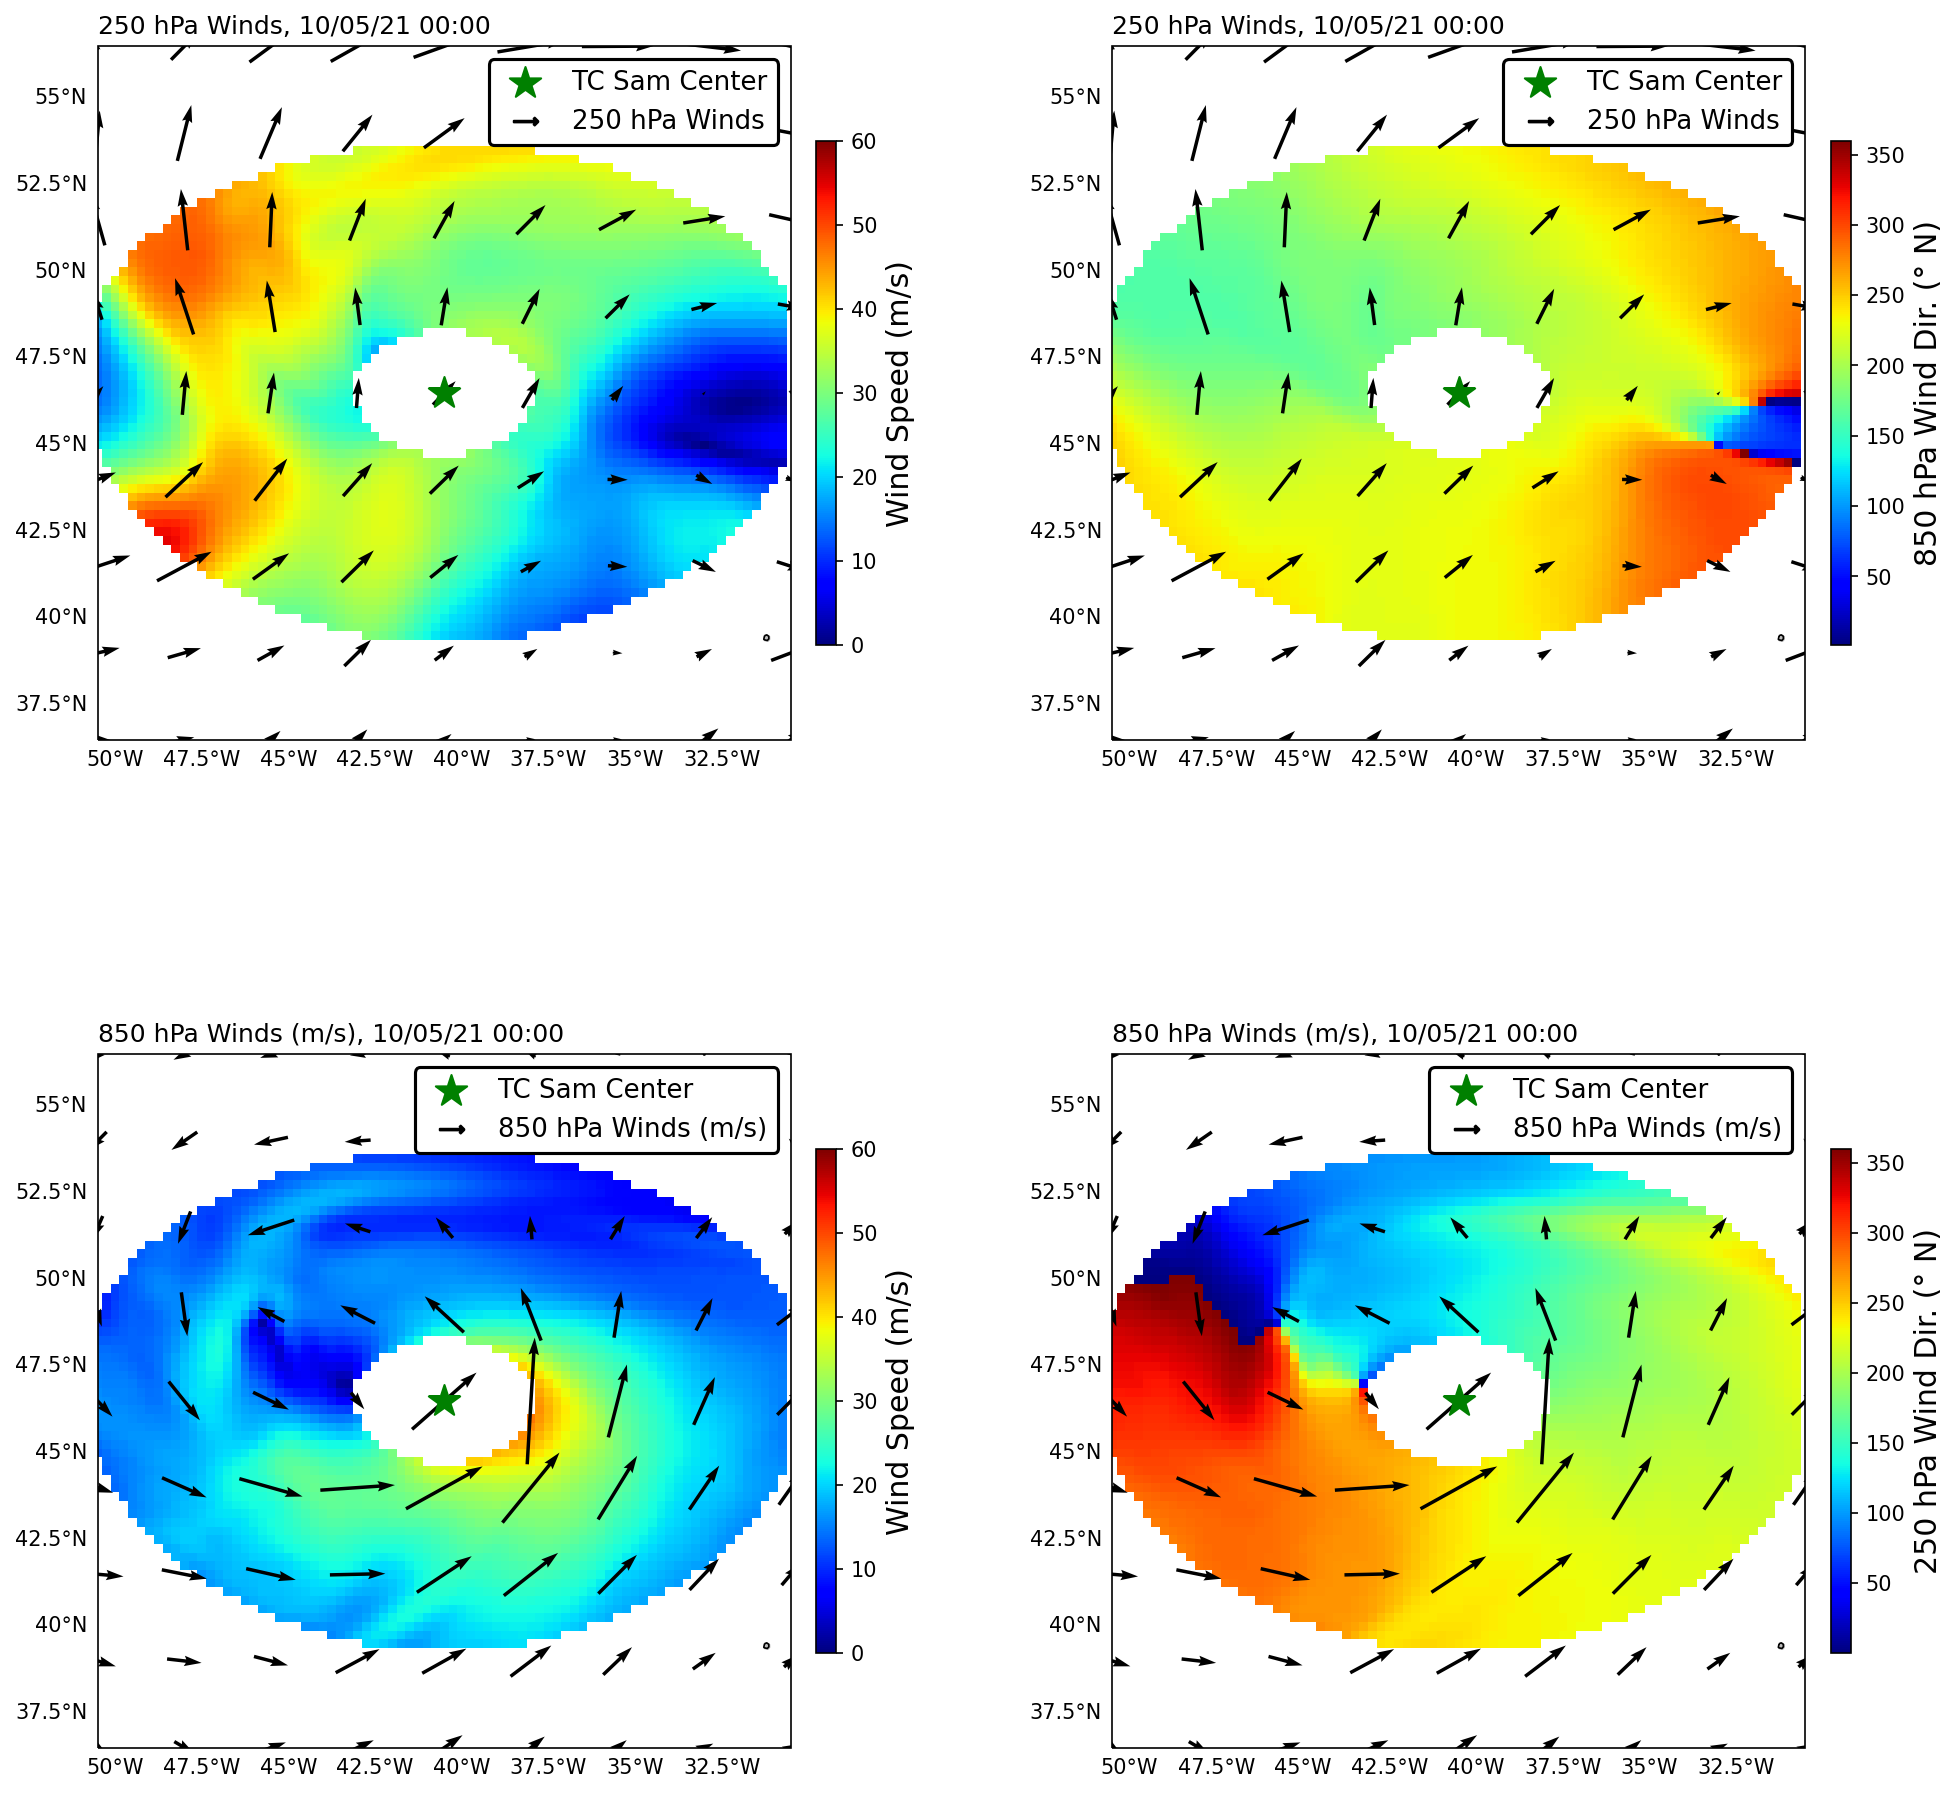 250 hPa Winds, 10/05/21 00:00
TC Sam Center
250 hPa Winds
55°N
52.5°N
50°N
47.5°N
45°N
42.5°N
40°N
37.5°N
50°W 47.5°W 45°W 42.5°W 40°W 37.5°W 35°W 32.5°W
60
50
40
30
20
10
0
Wind Speed (m/s)
250 hPa Winds, 10/05/21 00:00
TC Sam Center
250 hPa Winds
55°N
52.5°N
50°N
47.5°N
45°N
42.5°N
40°N
37.5°N
50°W 47.5°W 45°W 42.5°W 40°W 37.5°W 35°W 32.5°W
350
300
250
200
150
100
50
850 hPa Wind Dir. (° N)
850 hPa Winds (m/s), 10/05/21 00:00
TC Sam Center
850 hPa Winds (m/s)
55°N
52.5°N
50°N
47.5°N
45°N
42.5°N
40°N
37.5°N
50°W 47.5°W 45°W 42.5°W 40°W 37.5°W 35°W 32.5°W
60
50
40
30
20
10
0
Wind Speed (m/s)
850 hPa Winds (m/s), 10/05/21 00:00
TC Sam Center
850 hPa Winds (m/s)
55°N
52.5°N
50°N
47.5°N
45°N
42.5°N
40°N
37.5°N
50°W 47.5°W 45°W 42.5°W 40°W 37.5°W 35°W 32.5°W
350
300
250
200
150
100
50
250 hPa Wind Dir. (° N)